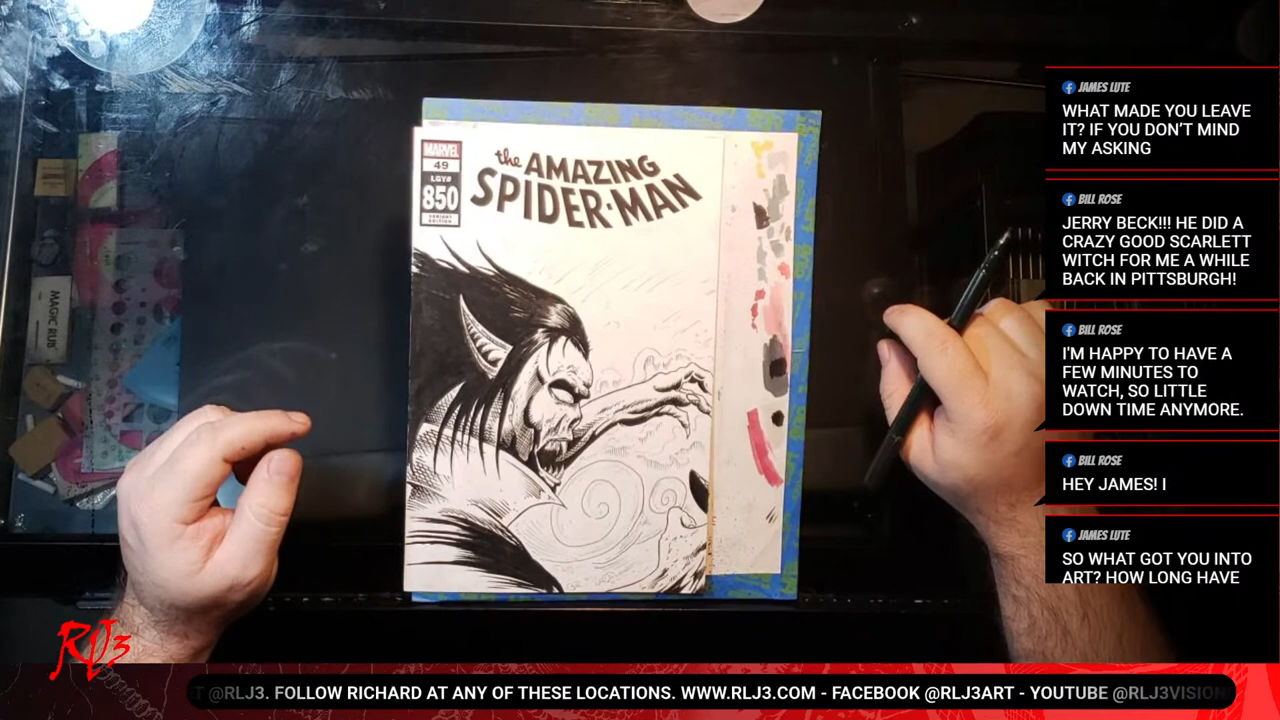 MARVEL
49
LGY#
850
VARIANT
EDITION
the AMAZING
SPIDER-MAN
MAGIC RUB
JAMES LUTE
WHAT MADE YOU LEAVE
IT? IF YOU DON'T MIND
MY ASKING
BILL ROSE
JERRY BECK!!! HE DID A
CRAZY GOOD SCARLETT
WITCH FOR ME A WHILE
BACK IN PITTSBURGH!
BILL ROSE
I'M HAPPY TO HAVE A
FEW MINUTES TO
WATCH, SO LITTLE
DOWN TIME ANYMORE.
BILL ROSE
HEY JAMES! I
JAMES LUTE
SO WHAT GOT YOU INTO
ART? HOW LONG HAVE
RLJ3
T @RLJ3. FOLLOW RICHARD AT ANY OF THESE LOCATIONS. WWW.RLJ3.COM - FACEBOOK @RLJ3ART - YOUTUBE @RLJ3VISION